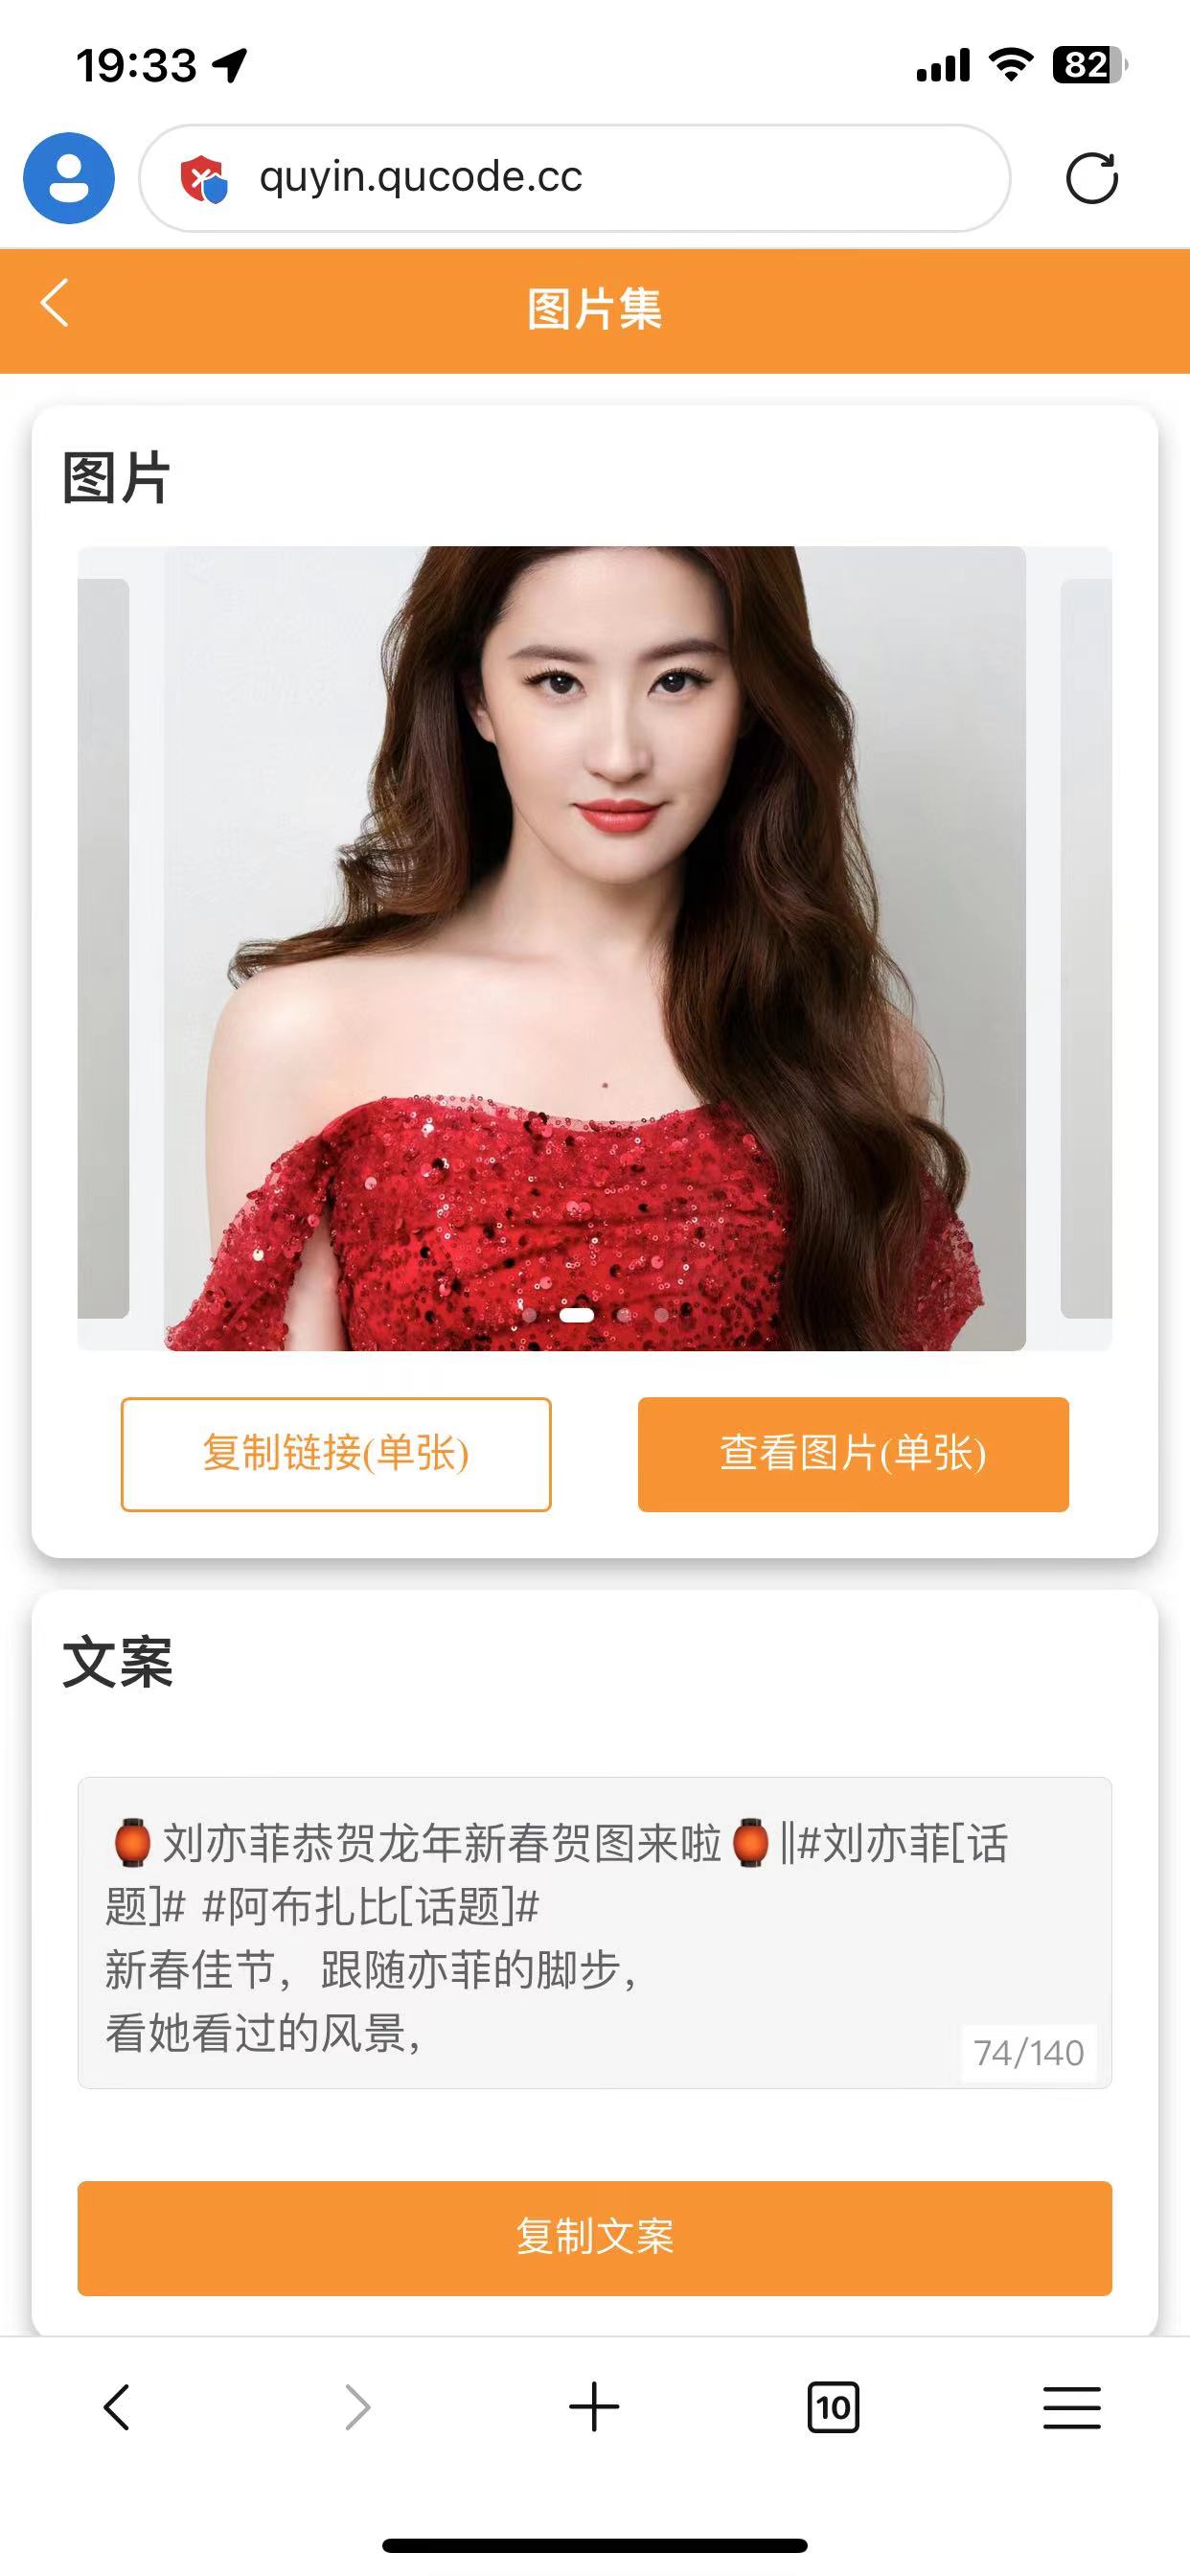 19:33
82
quyin.qucode.cc
图片集
图片
复制链接(单张)
查看图片(单张)
文案
🏮刘亦菲恭贺龙年新春贺图来啦🏮||#刘亦菲[话
题]# #阿布扎比[话题]#
新春佳节，跟随亦菲的脚步，
看她看过的风景，
74/140
复制文案
10